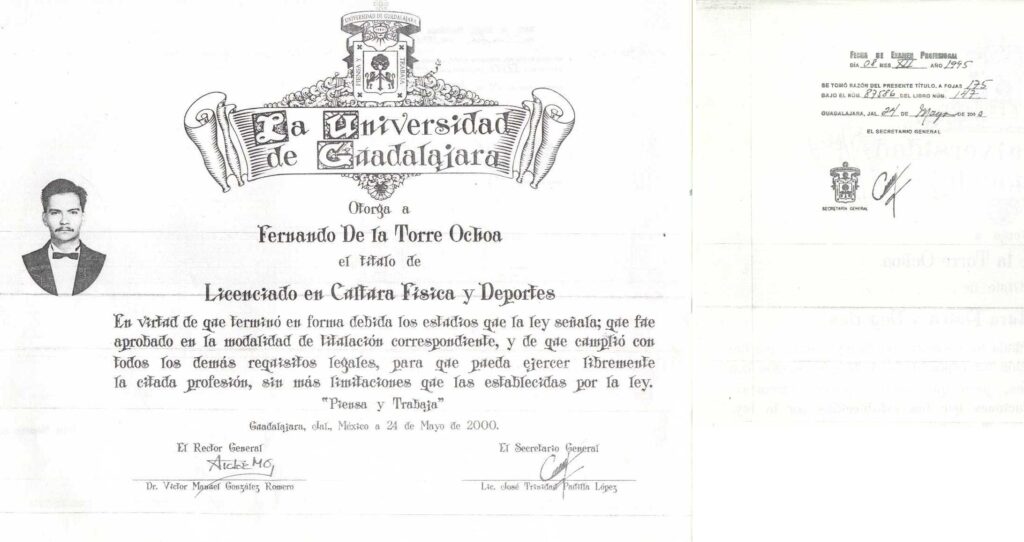 UNIVERSIDAD DE GUADALAJARA
PIENSA Y
TRABAJA
La Universidad
de Guadalajara
Otorga a
Fernando De la Torre Ochoa
el título de
Licenciado en Cultura Física y Deportes
En virtud de que terminó en forma debida los estudios que la ley señala; que fue
aprobado en la modalidad de titulación correspondiente, y de que cumplió con
todos los demás requisitos legales, para que pueda ejercer libremente
la citada profesión, sin más limitaciones que las establecidas por la ley.
"Piensa y Trabaja"
Guadalajara, Jal., México a 24 de Mayo de 2000.
El Rector General
Dr. Víctor Manuel González Romero
El Secretario General
Lic. José Trinidad Padilla López
FECHA DE EXAMEN PROFESIONAL
DÍA 08 MES XII AÑO 1995
SE TOMÓ RAZÓN DEL PRESENTE TÍTULO, A FOJAS 175
BAJO EL NÚM. 87586 DEL LIBRO NÚM. 147
GUADALAJARA, JAL. 24 DE Mayo DE 2000
EL SECRETARIO GENERAL
SECRETARÍA GENERAL